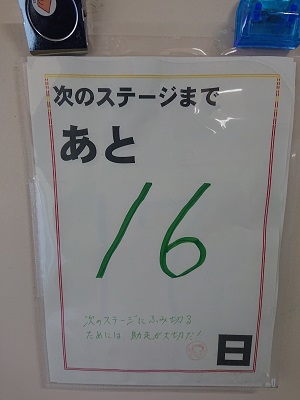 次のステージまで
あと
16
次のステージにふみ切る
ためには 助走が大切だ!
日